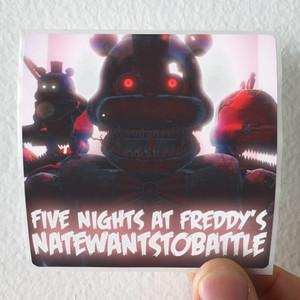 FIVE NIGHTS AT FREDDY'S
NATEWANTSTOBATTLE